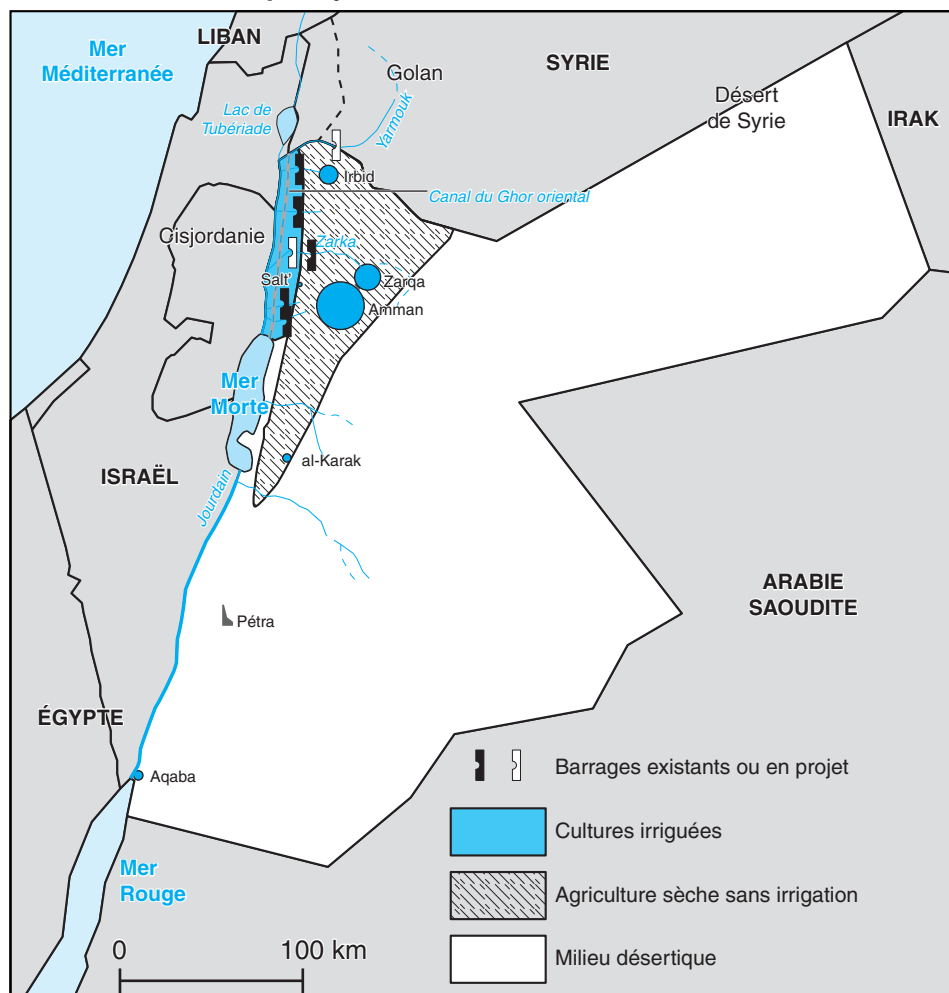 LIBAN
Mer
Méditerranée
SYRIE
Golan
Désert
de Syrie
IRAK
Lac de
Tubériade
Yarmouk
Irbid
Canal du Ghor oriental
Cisjordanie
Zarka
Salt'
Zarqa
Amman
Mer
Morte
al-Karak
ISRAËL
Jourdain
ARABIE
SAOUDITE
Pétra
ÉGYPTE
Aqaba
Mer
Rouge
Barrages existants ou en projet
Cultures irriguées
Agriculture sèche sans irrigation
Milieu désertique
0 100 km